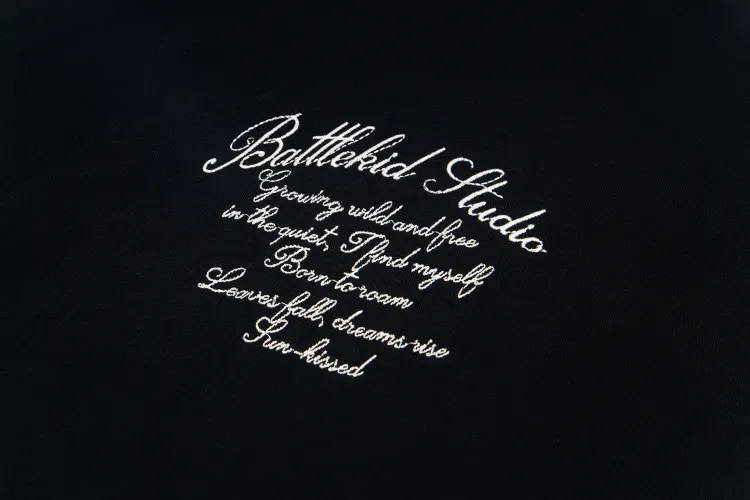 Battlekid Studio
Growing wild and free
in the quiet, I find myself
Born to roam
Leaves fall, dreams rise
Sun-kissed